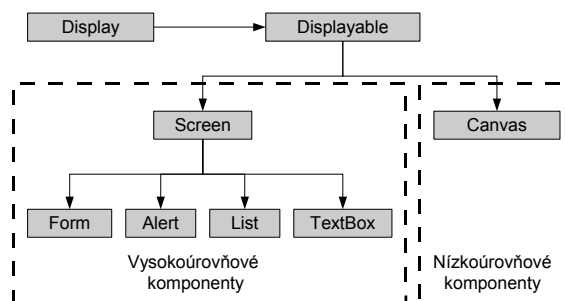 Display
Displayable
Screen
Canvas
Form
Alert
List
TextBox
Vysokoúrovňové
komponenty
Nízkoúrovňové
komponenty